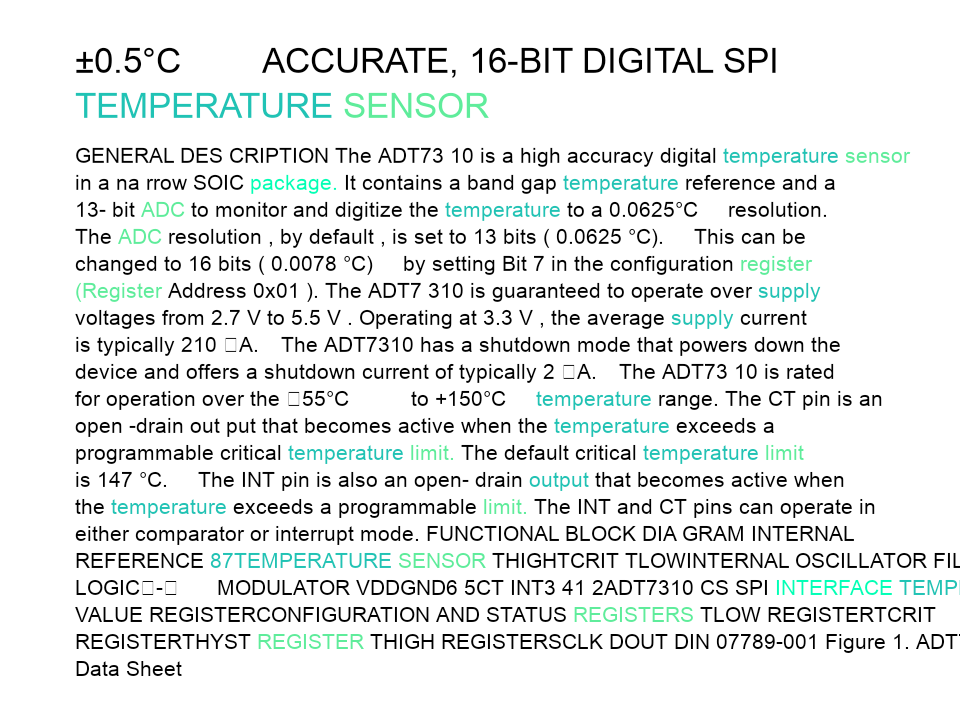 ±0.5°C ACCURATE, 16-BIT DIGITAL SPI
TEMPERATURE SENSOR
GENERAL DES CRIPTION The ADT73 10 is a high accuracy digital temperature sensor
in a na rrow SOIC package. It contains a band gap temperature reference and a
13- bit ADC to monitor and digitize the temperature to a 0.0625°C resolution.
The ADC resolution , by default , is set to 13 bits ( 0.0625 °C). This can be
changed to 16 bits ( 0.0078 °C) by setting Bit 7 in the configuration register
(Register Address 0x01 ). The ADT7 310 is guaranteed to operate over supply
voltages from 2.7 V to 5.5 V . Operating at 3.3 V , the average supply current
is typically 210 □A. The ADT7310 has a shutdown mode that powers down the
device and offers a shutdown current of typically 2 □A. The ADT73 10 is rated
for operation over the □55°C to +150°C temperature range. The CT pin is an
open -drain out put that becomes active when the temperature exceeds a
programmable critical temperature limit. The default critical temperature limit
is 147 °C. The INT pin is also an open- drain output that becomes active when
the temperature exceeds a programmable limit. The INT and CT pins can operate in
either comparator or interrupt mode. FUNCTIONAL BLOCK DIA GRAM INTERNAL
REFERENCE 87TEMPERATURE SENSOR THIGHTCRIT TLOWINTERNAL OSCILLATOR FIL
LOGIC□-□ MODULATOR VDDGND6 5CT INT3 41 2ADT7310 CS SPI INTERFACE TEMP
VALUE REGISTERCONFIGURATION AND STATUS REGISTERS TLOW REGISTERTCRIT
REGISTERTHYST REGISTER THIGH REGISTERSCLK DOUT DIN 07789-001 Figure 1. ADT
Data Sheet